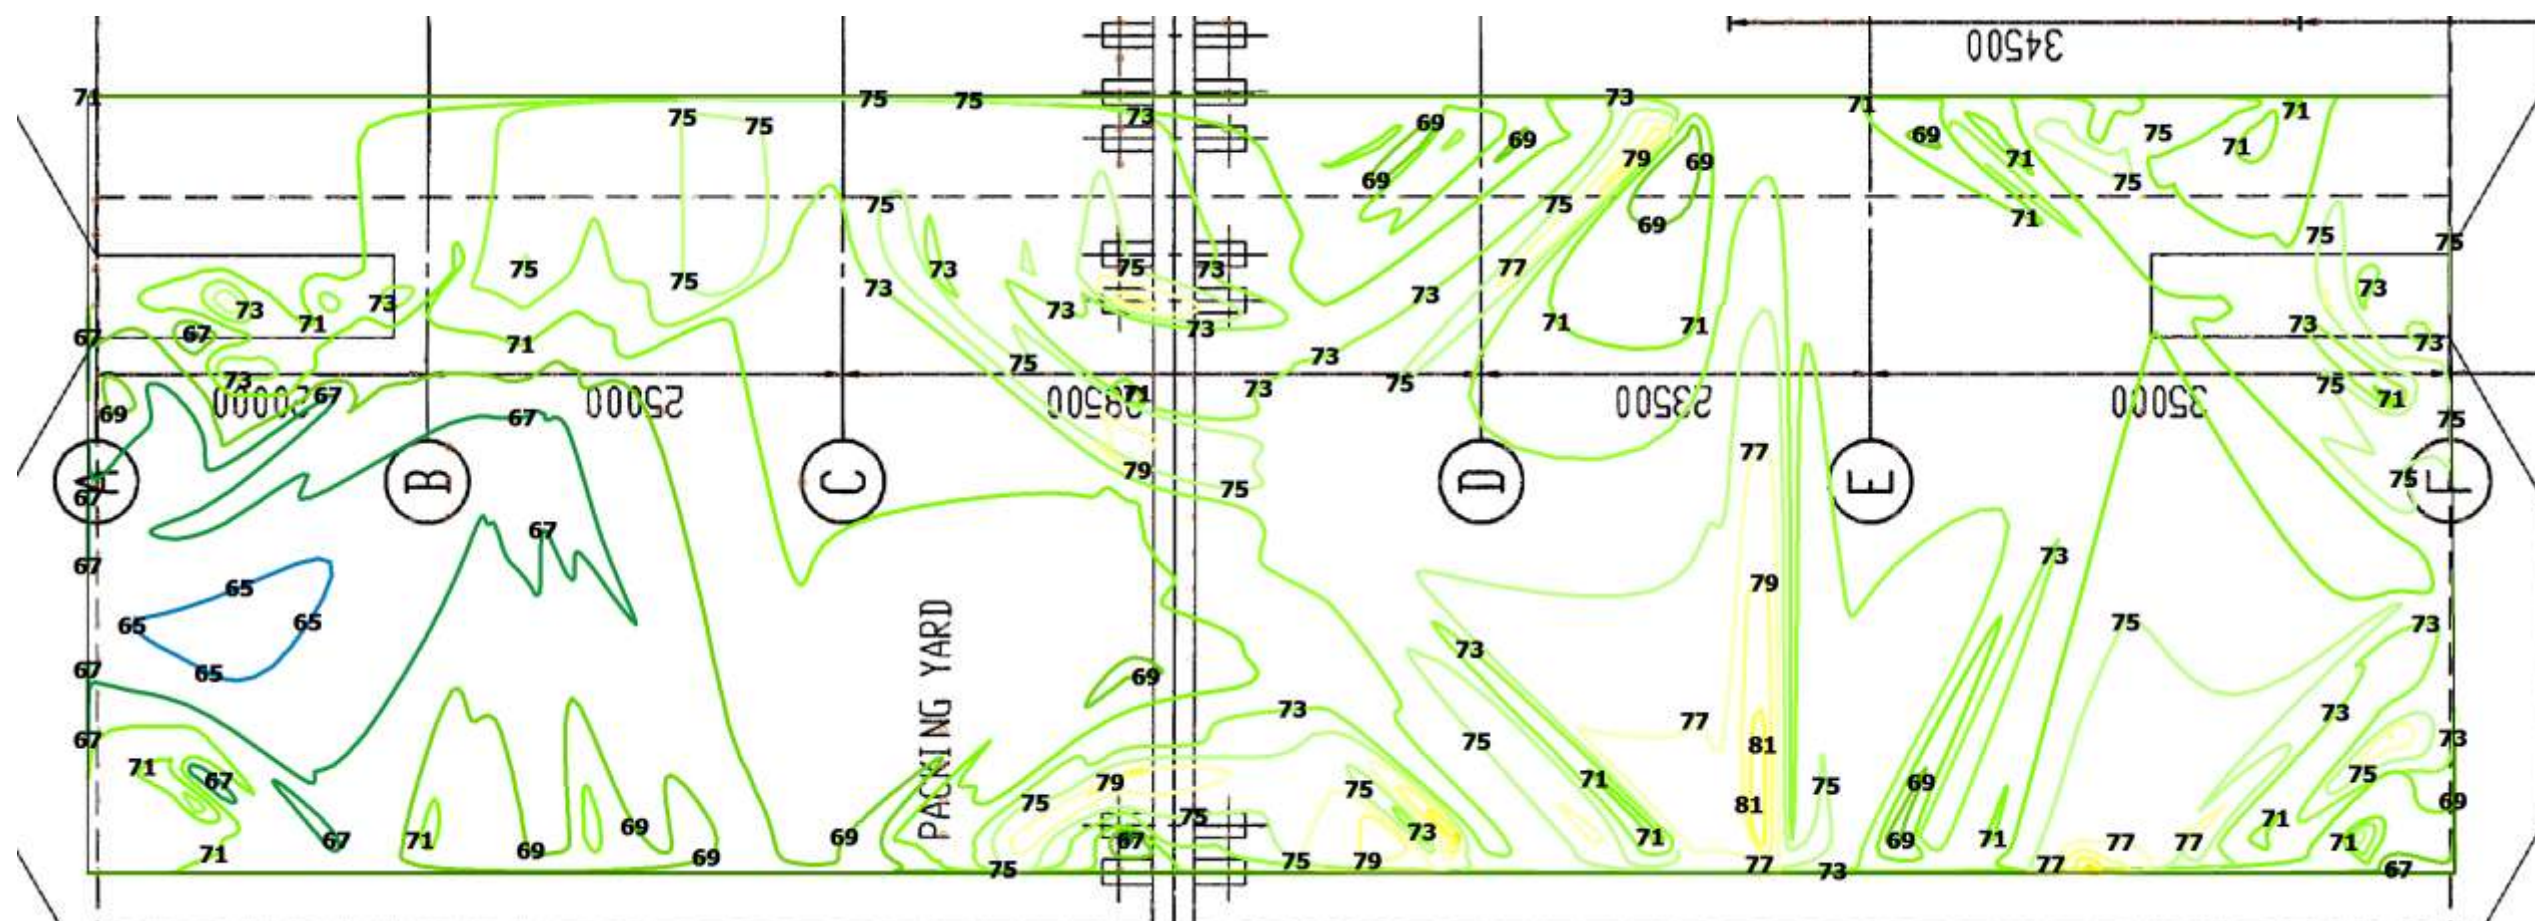 34500
71 75 75 73 73 71 71
75 75 69 69 69 75
79 69 71 71
69 75 71
75 75 69 75 75
75 75 73 75 73 77 73
73 73 71 73 73 73 73
67 67 71 73 71 71 73 73
71 75 73
73 67 75 73 75 71
69 20000 25000 38500 23500 35000
67 71 75
A B C D E F
67 79 75 77 75
67 67
67 65 79 73
65 65 73 75 73
67 65 69
PACKING YARD
67 73 75 77 81 73 73
71 67 79 75 71 75 69 75
75 75 73 81 71 69
71 67 71 69 69 69 67 71 69 71 77 77 71
71 69 75 75 79 77 73 77 67